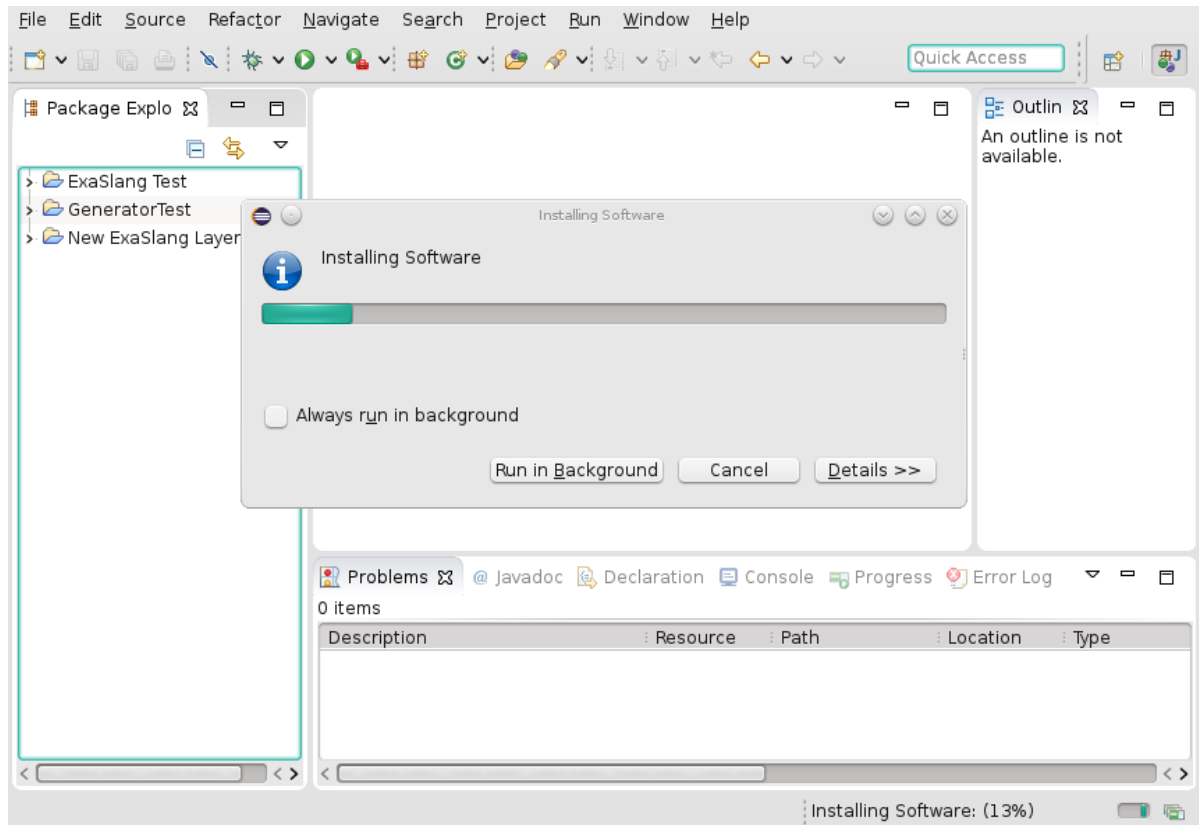 File Edit Source Refactor Navigate Search Project Run Window Help
Quick Access
Package Explo
ExaSlang Test
GeneratorTest
New ExaSlang Layer
Outlin
An outline is not
available.
Installing Software
Installing Software
Always run in background
Run in Background Cancel Details >>
Problems @ Javadoc Declaration Console Progress Error Log
0 items
Description Resource Path Location Type
Installing Software: (13%)